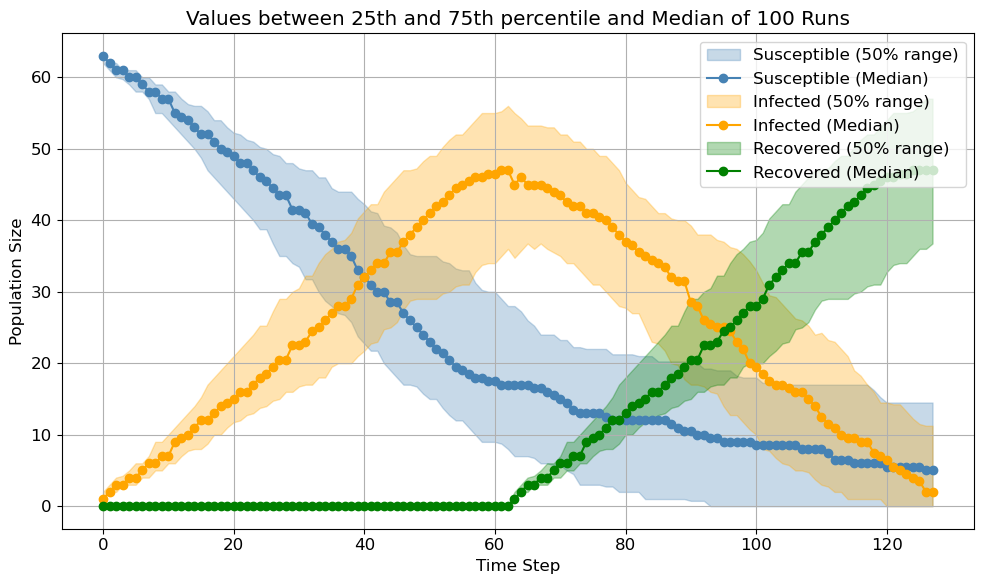 Values between 25th and 75th percentile and Median of 100 Runs
Susceptible (50% range)
Susceptible (Median)
Infected (50% range)
Infected (Median)
Recovered (50% range)
Recovered (Median)
Population Size
60
50
40
30
20
10
0
0 20 40 60 80 100 120
Time Step